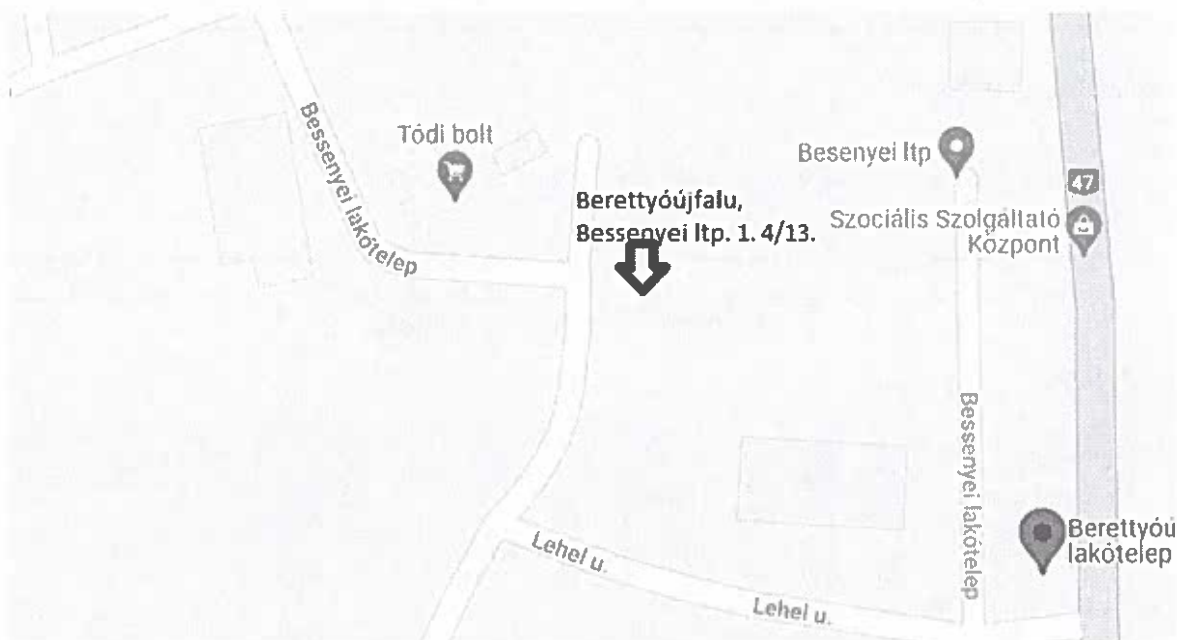 Bessenyei lakótelep
Tódi bolt
Besenyei ltp
47
Berettyóújfalu,
Bessenyei ltp. 1. 4/13.
Szociális Szolgáltató
Központ
Bessenyei lakótelep
Berettyóú
lakótelep
Lehel u.
Lehel u.